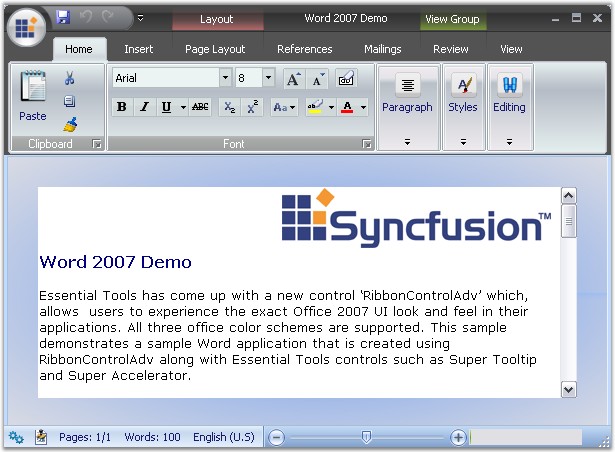 Layout Word 2007 Demo View Group
Home Insert Page Layout References Mailings Review View
Arial 8
Paste
B I U ABC X₂ X² Aa ab A
Paragraph Styles Editing
Clipboard Font
Syncfusion™
Word 2007 Demo
Essential Tools has come up with a new control ‘RibbonControlAdv’ which,
allows  users to experience the exact Office 2007 UI look and feel in their
applications. All three office color schemes are supported. This sample
demonstrates a sample Word application that is created using
RibbonControlAdv along with Essential Tools controls such as Super Tooltip
and Super Accelerator.
Pages: 1/1 Words: 100 English (U.S)